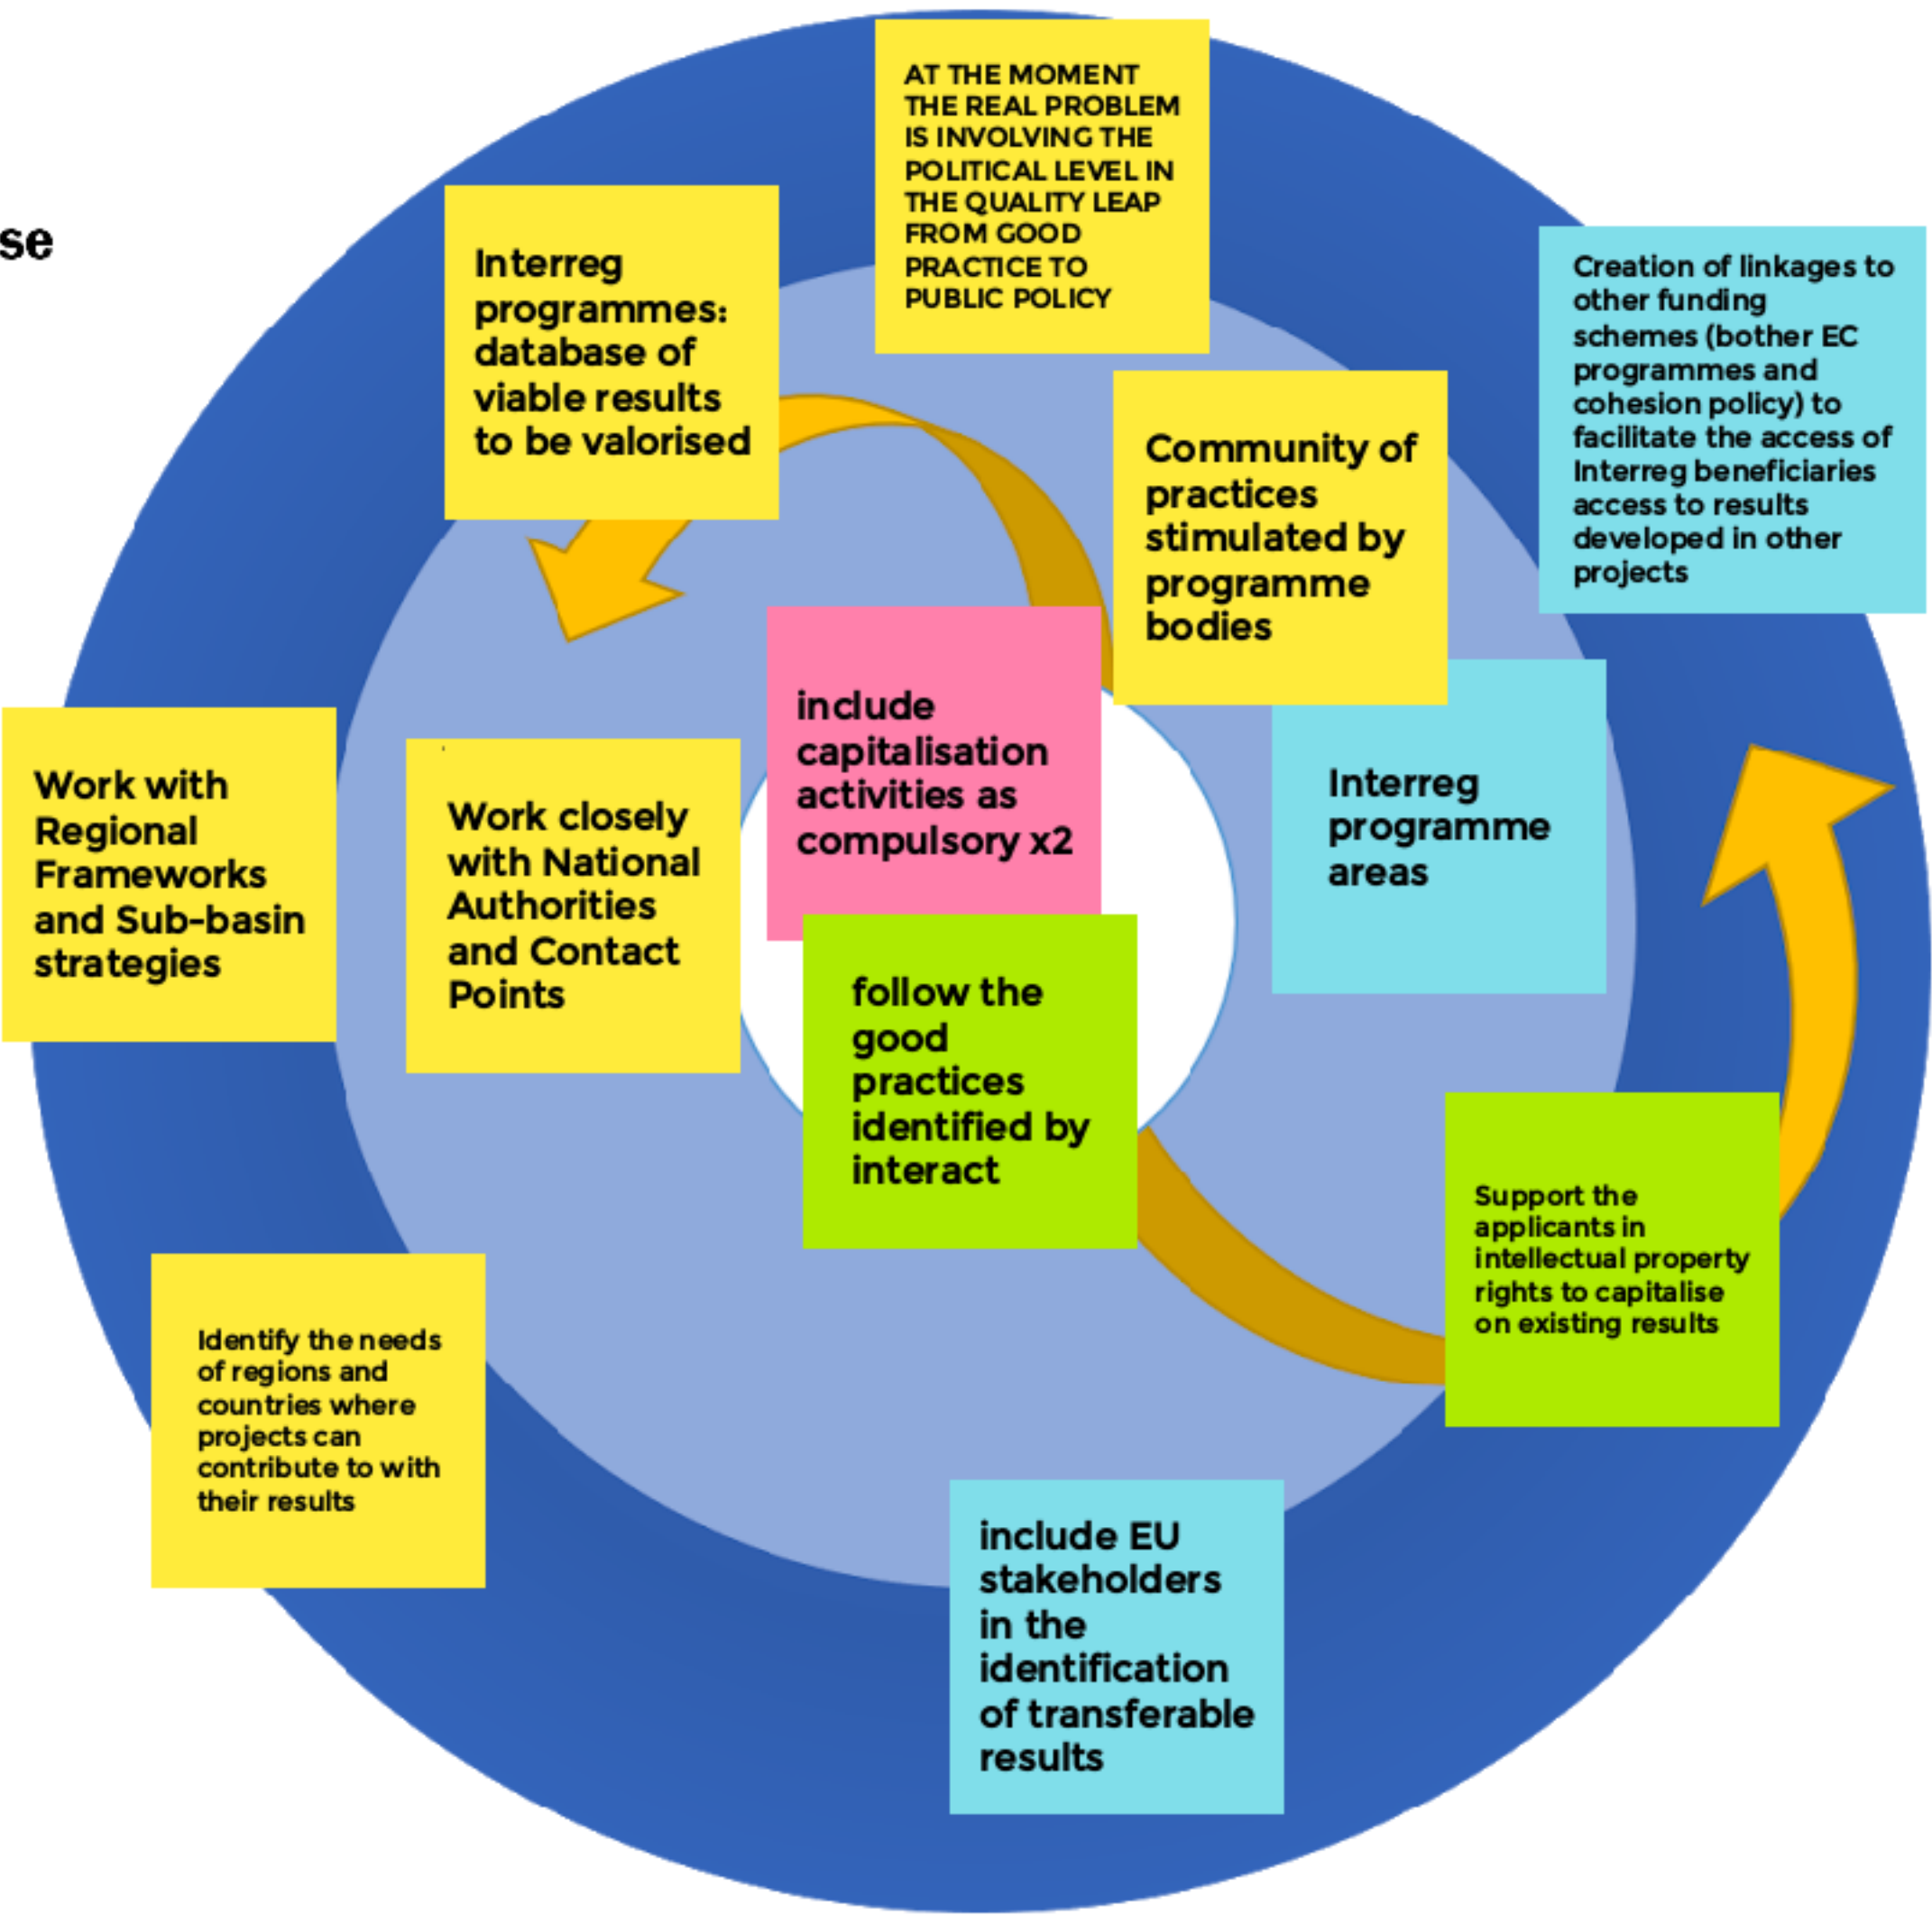 AT THE MOMENT
THE REAL PROBLEM
IS INVOLVING THE
POLITICAL LEVEL IN
THE QUALITY LEAP
FROM GOOD
PRACTICE TO
PUBLIC POLICY
se
Interreg
programmes:
database of
viable results
to be valorised
Creation of linkages to
other funding
schemes (bother EC
programmes and
cohesion policy) to
facilitate the access of
Interreg beneficiaries
access to results
developed in other
projects
Community of
practices
stimulated by
programme
bodies
include
capitalisation
activities as
compulsory x2
Interreg
programme
areas
Work with
Regional
Frameworks
and Sub-basin
strategies
Work closely
with National
Authorities
and Contact
Points
follow the
good
practices
identified by
interact
Support the
applicants in
intellectual property
rights to capitalise
on existing results
Identify the needs
of regions and
countries where
projects can
contribute to with
their results
include EU
stakeholders
in the
identification
of transferable
results